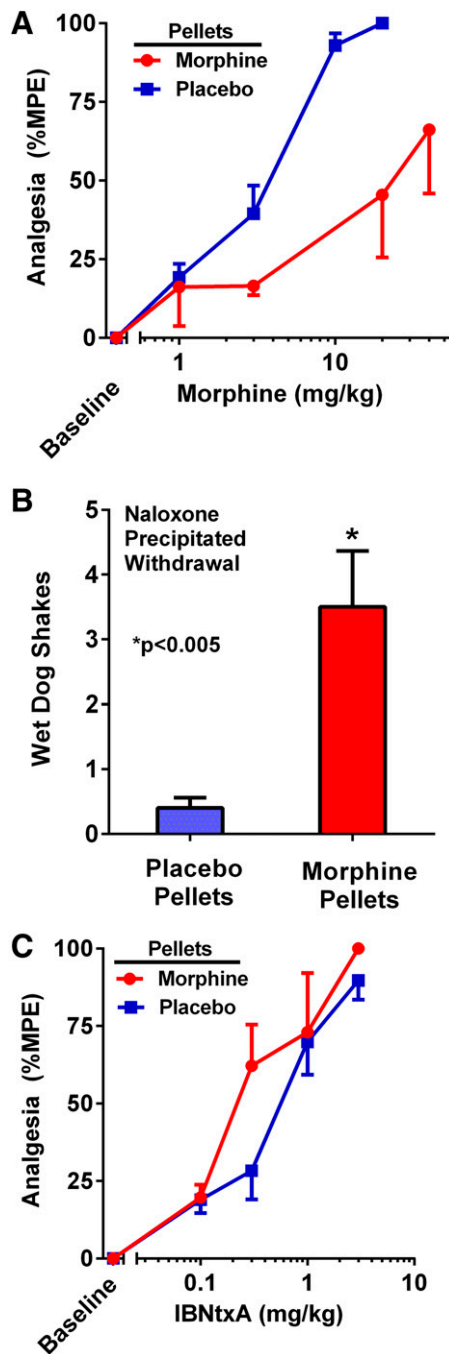 A
Pellets
Morphine
Placebo
Analgesia (%MPE)
100
75
50
25
0
Baseline
1
10
Morphine (mg/kg)
B
Naloxone
Precipitated
Withdrawal
*p<0.005
*
Wet Dog Shakes
5
4
3
2
1
0
Placebo
Pellets
Morphine
Pellets
C
Pellets
Morphine
Placebo
Analgesia (%MPE)
100
75
50
25
0
Baseline
0.1
1
10
IBNtxA (mg/kg)